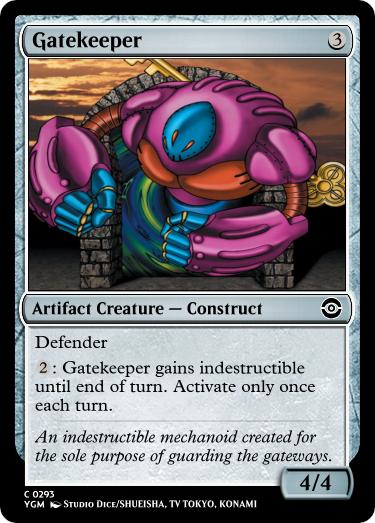 Gatekeeper 3
Artifact Creature — Construct
Defender
2 : Gatekeeper gains indestructible
until end of turn. Activate only once
each turn.
An indestructible mechanoid created for
the sole purpose of guarding the gateways.
4/4
C 0293
YGM Studio Dice/SHUEISHA, TV TOKYO, KONAMI